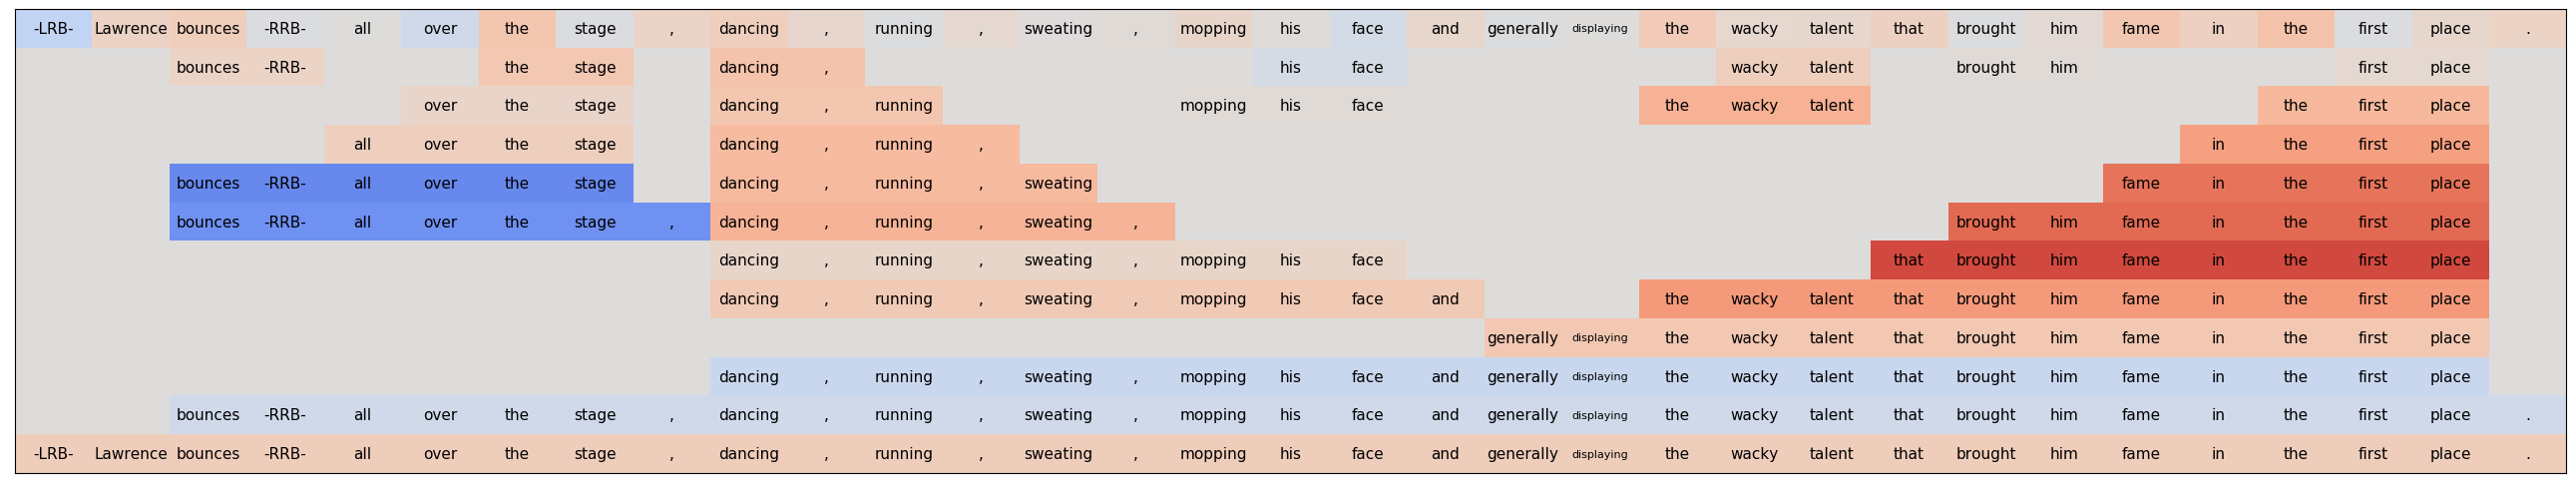 -LRB- Lawrence bounces -RRB- all over the stage , dancing , running , sweating , mopping his face and generally displaying the wacky talent that brought him fame in the first place .
bounces -RRB- the stage dancing , his face wacky talent brought him first place
over the stage dancing , running mopping his face the wacky talent the first place
all over the stage dancing , running , in the first place
bounces -RRB- all over the stage dancing , running , sweating fame in the first place
bounces -RRB- all over the stage , dancing , running , sweating , brought him fame in the first place
dancing , running , sweating , mopping his face that brought him fame in the first place
dancing , running , sweating , mopping his face and the wacky talent that brought him fame in the first place
generally displaying the wacky talent that brought him fame in the first place
dancing , running , sweating , mopping his face and generally displaying the wacky talent that brought him fame in the first place
bounces -RRB- all over the stage , dancing , running , sweating , mopping his face and generally displaying the wacky talent that brought him fame in the first place .
-LRB- Lawrence bounces -RRB- all over the stage , dancing , running , sweating , mopping his face and generally displaying the wacky talent that brought him fame in the first place .